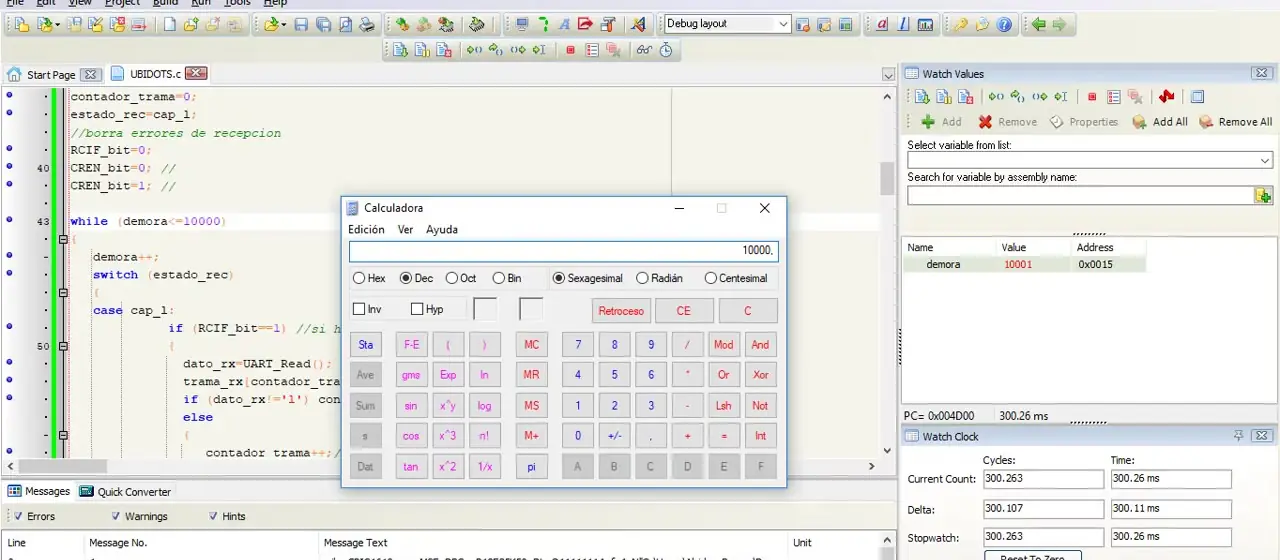 File Edit View Project Build Run Tools Help
Debug layout
Start Page
UBIDOTS.c
contador_trama=0;
estado_rec=cap_1;
//borra errores de recepcion
RCIF_bit=0;
40 CREN_bit=0; //
CREN_bit=1; //
43 while (demora<=10000)
{
demora++;
switch (estado_rec)
{
case cap_1:
if (RCIF_bit==1) //si h
50 {
dato_rx=UART_Read();
trama_rx[contador_tra
if (dato_rx!='1') con
else
{
contador_trama++;/
Calculadora
Edición Ver Ayuda
10000,
Hex Dec Oct Bin Sexagesimal Radián Centesimal
Inv Hyp Retroceso CE C
Sta F-E ( ) MC 7 8 9 / Mod And
Ave gms Exp ln MR 4 5 6 * Or Xor
Sum sin x^y log MS 1 2 3 - Lsh Not
s cos x^3 n! M+ 0 +/- , + = Int
Dat tan x^2 1/x pi A B C D E F
Watch Values
Add Remove Properties Add All Remove All
Select variable from list:
Search for variable by assembly name:
Name Value Address
demora 10001 0x0015
PC= 0x004D00 300.26 ms
Watch Clock
Cycles: Time:
Current Count: 300.263 300.26 ms
Delta: 300.107 300.11 ms
Stopwatch: 300.263 300.26 ms
Reset To Zero
Messages Quick Converter
Errors Warnings Hints
Line Message No. Message Text Unit